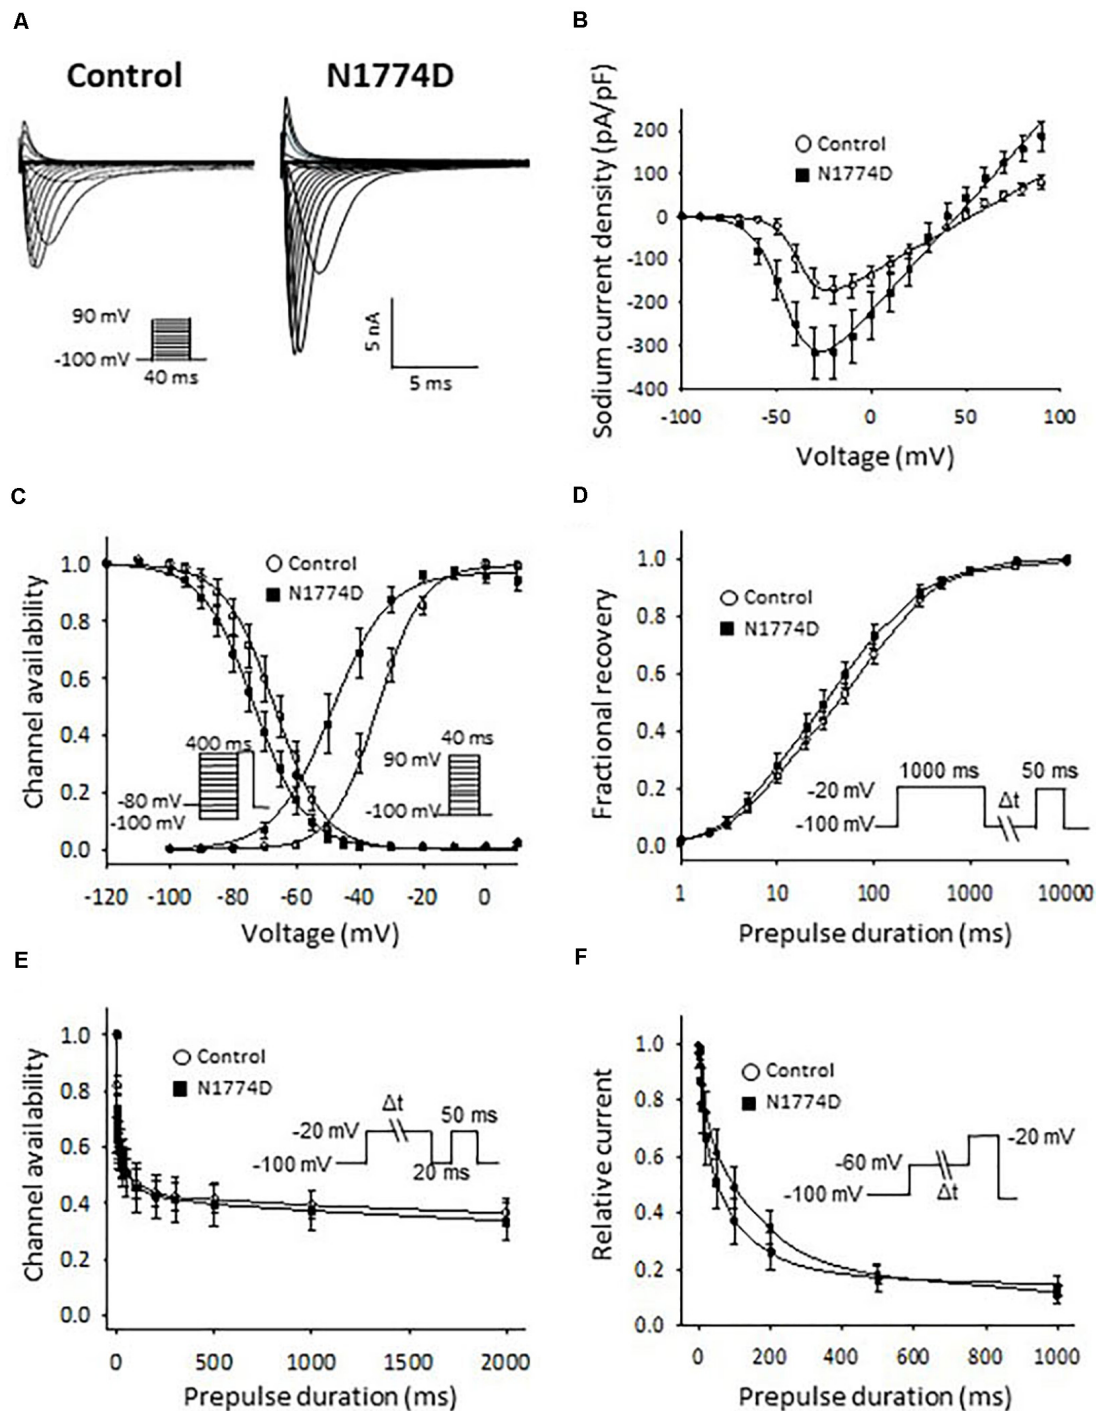 A
Control
N1774D
90 mV
-100 mV
40 ms
5 nA
5 ms
B
Sodium current density (pA/pF)
200
100
0
-100
-200
-300
-400
Control
N1774D
-100
-50
0
50
100
Voltage (mV)
C
Channel availability
1.0
0.8
0.6
0.4
0.2
0.0
Control
N1774D
400 ms
-80 mV
-100 mV
40 ms
90 mV
-100 mV
-120
-100
-80
-60
-40
-20
0
Voltage (mV)
D
Fractional recovery
1.0
0.8
0.6
0.4
0.2
0.0
Control
N1774D
1000 ms
50 ms
-20 mV
-100 mV
Δt
1
10
100
1000
10000
Prepulse duration (ms)
E
Channel availability
1.0
0.8
0.6
0.4
0.2
0.0
Control
N1774D
Δt
50 ms
-20 mV
-100 mV
20 ms
0
500
1000
1500
2000
Prepulse duration (ms)
F
Relative current
1.0
0.8
0.6
0.4
0.2
0.0
Control
N1774D
-20 mV
-60 mV
-100 mV
Δt
0
200
400
600
800
1000
Prepulse duration (ms)